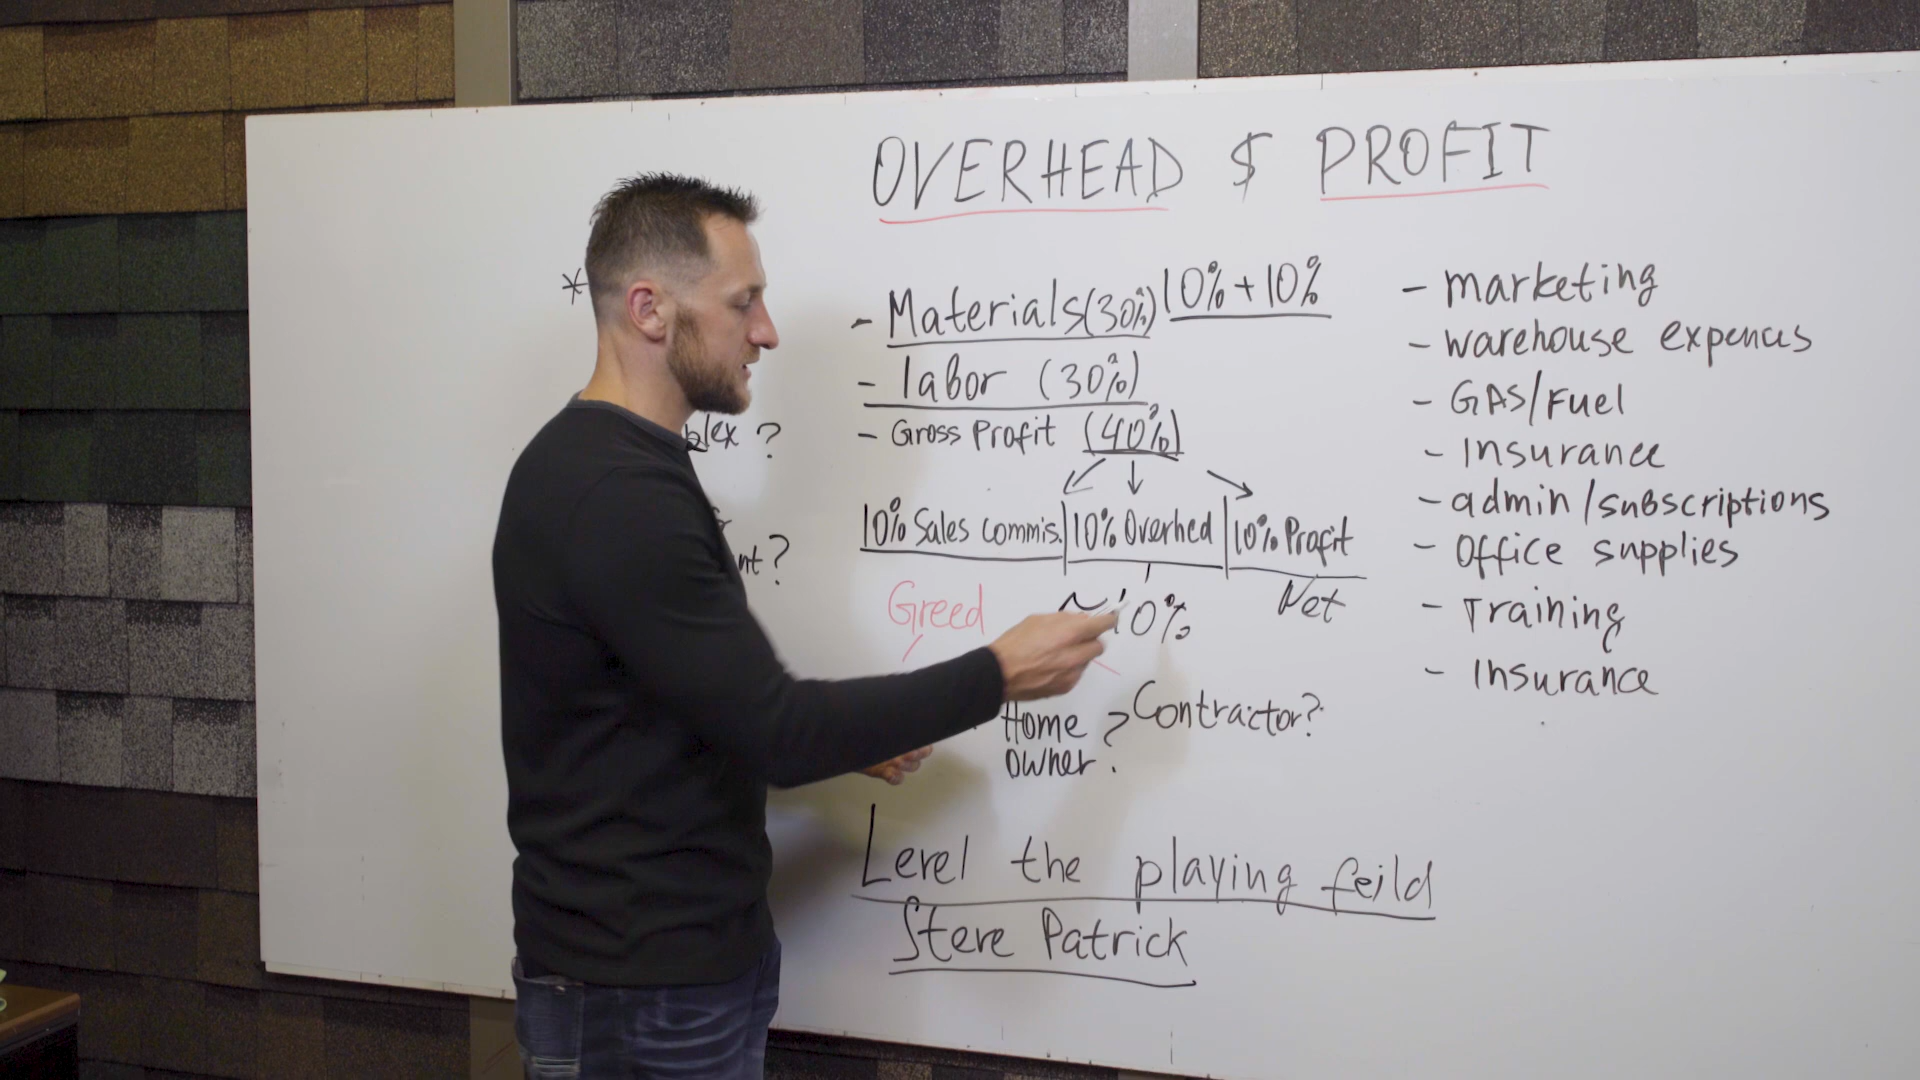 OVERHEAD $ PROFIT
*
- Materials(30%) 10% + 10%
- labor (30%)
- Gross Profit (40%)
?
10% Sales commis. | 10% Overhed | 10% Profit
?
Greed
~10%
Net
Home Owner ?
Contractor?
Level the playing feild
Steve Patrick
- marketing
- warehouse expences
- GAS/Fuel
- Insurance
- admin/subscriptions
- Office supplies
- Training
- Insurance